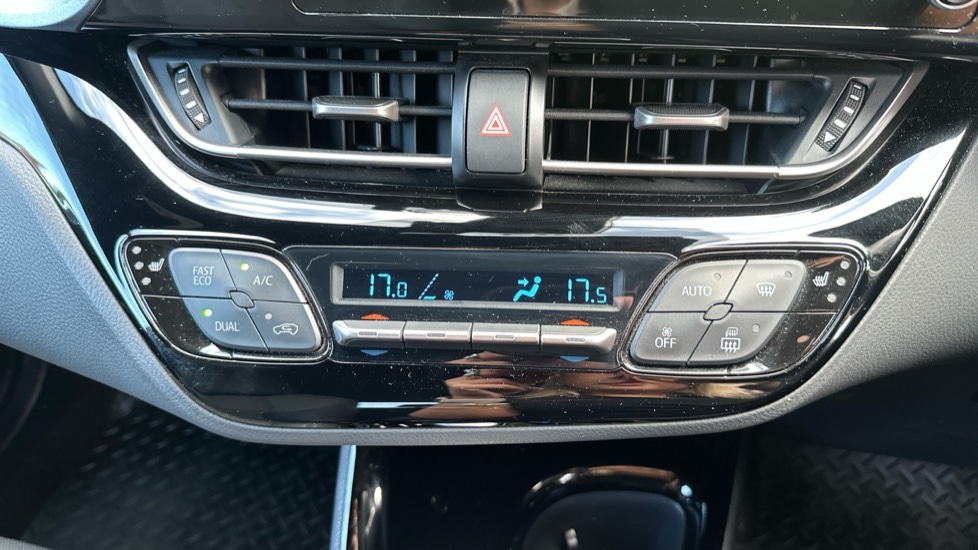 FAST
ECO
A/C
DUAL
17.0
17.5
AUTO
OFF